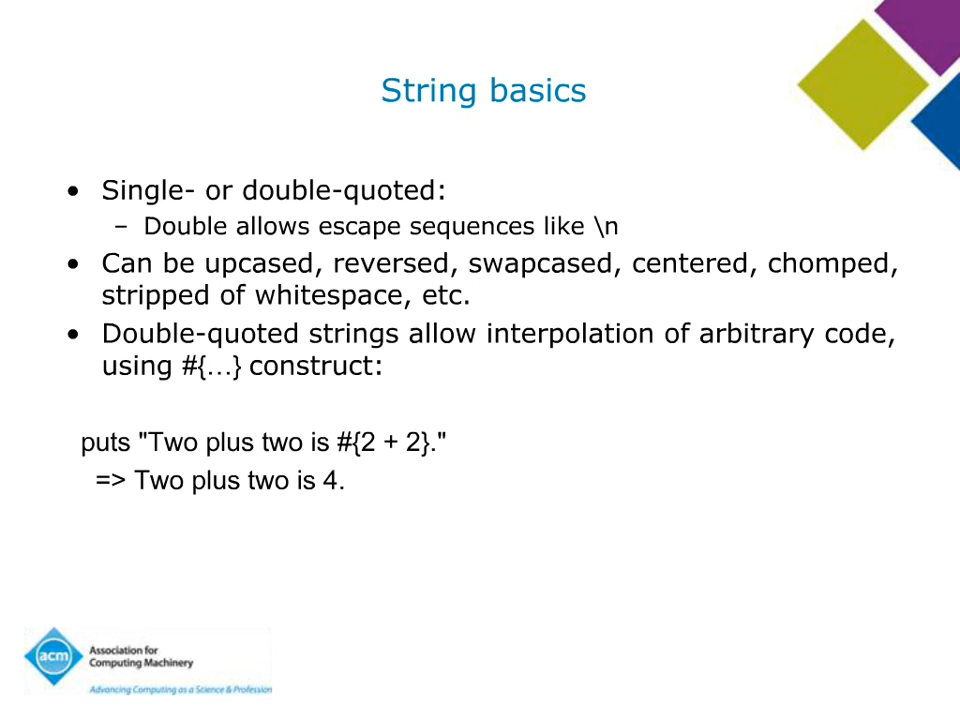 String basics
• Single- or double-quoted:
– Double allows escape sequences like \n
• Can be upcased, reversed, swapcased, centered, chomped,
stripped of whitespace, etc.
• Double-quoted strings allow interpolation of arbitrary code,
using #{…} construct:
puts "Two plus two is #{2 + 2}."
=> Two plus two is 4.
acm
Association for
Computing Machinery
Advancing Computing as a Science & Profession